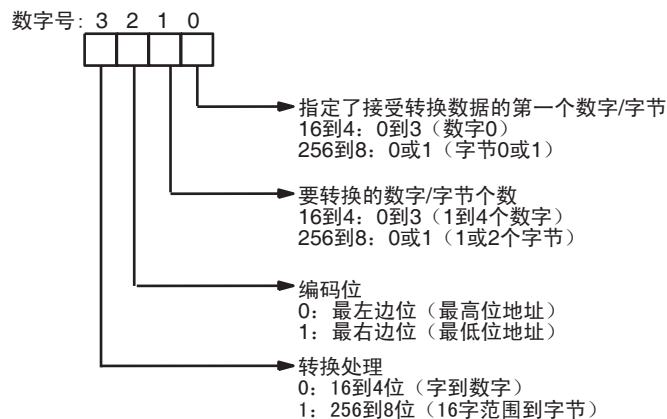 数字号: 3 2 1 0
指定了接受转换数据的第一个数字/字节
16到4：0到3（数字0）
256到8：0或1（字节0或1）
要转换的数字/字节个数
16到4：0到3（1到4个数字）
256到8：0或1（1或2个字节）
编码位
0：最左边位（最高位地址）
1：最右边位（最低位地址）
转换处理
0：16到4位（字到数字）
1：256到8位（16字范围到字节）